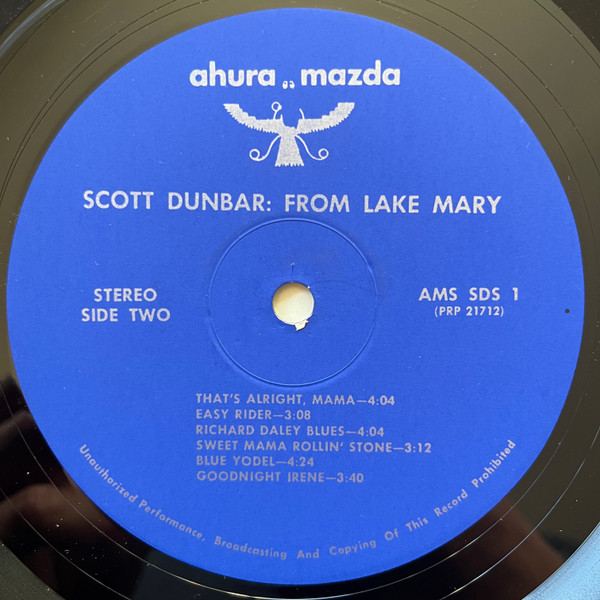 ahura mazda
SCOTT DUNBAR: FROM LAKE MARY
STEREO
SIDE TWO
AMS SDS 1
(PRP 21712)
THAT'S ALRIGHT, MAMA—4:04
EASY RIDER—3:08
RICHARD DALEY BLUES—4:04
SWEET MAMA ROLLIN' STONE—3:12
BLUE YODEL—4:24
GOODNIGHT IRENE—3:40
Unauthorized Performance, Broadcasting And Copying Of This Record Prohibited